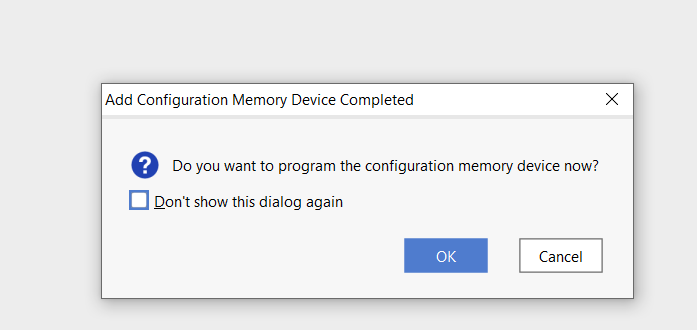 Add Configuration Memory Device Completed
Do you want to program the configuration memory device now?
Don't show this dialog again
OK
Cancel